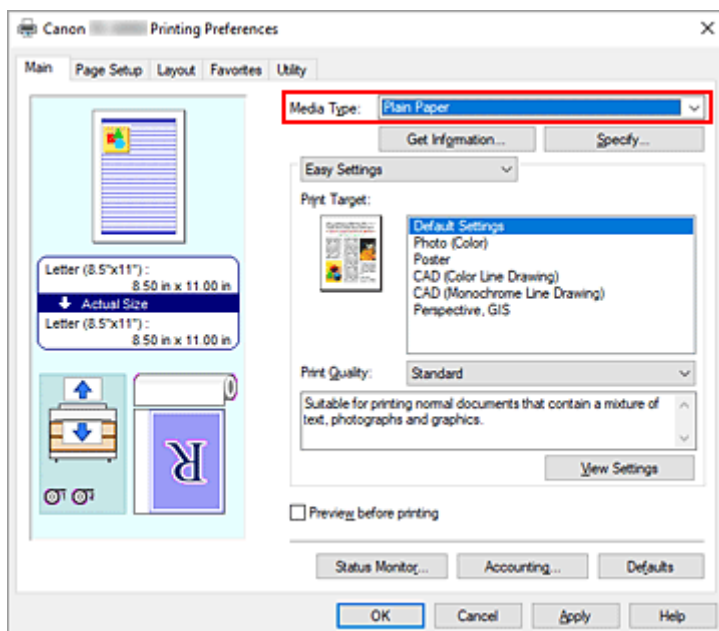 Canon Printing Preferences
Main Page Setup Layout Favorites Utility
Media Type: Plain Paper
Get Information... Specify...
Easy Settings
Print Target:
Default Settings
Photo (Color)
Poster
CAD (Color Line Drawing)
CAD (Monochrome Line Drawing)
Perspective, GIS
Letter (8.5"x11") :
8.50 in x 11.00 in
Actual Size
Letter (8.5"x11") :
8.50 in x 11.00 in
Print Quality: Standard
Suitable for printing normal documents that contain a mixture of
text, photographs and graphics.
View Settings
R
Preview before printing
Status Monitor... Accounting... Defaults
OK Cancel Apply Help